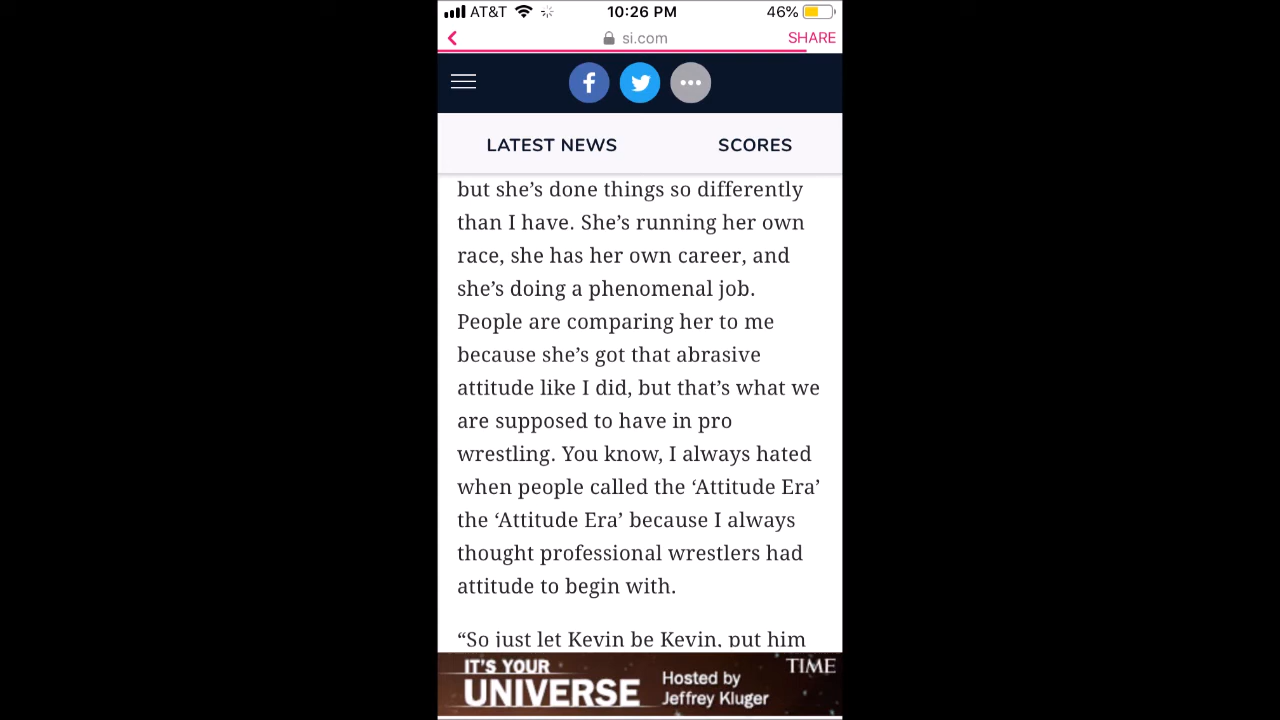 AT&T 10:26 PM 46%
si.com SHARE
f
LATEST NEWS SCORES
but she’s done things so differently
than I have. She’s running her own
race, she has her own career, and
she’s doing a phenomenal job.
People are comparing her to me
because she’s got that abrasive
attitude like I did, but that’s what we
are supposed to have in pro
wrestling. You know, I always hated
when people called the ‘Attitude Era’
the ‘Attitude Era’ because I always
thought professional wrestlers had
attitude to begin with.
“So just let Kevin be Kevin, put him
IT'S YOUR
UNIVERSE
Hosted by
Jeffrey Kluger
TIME